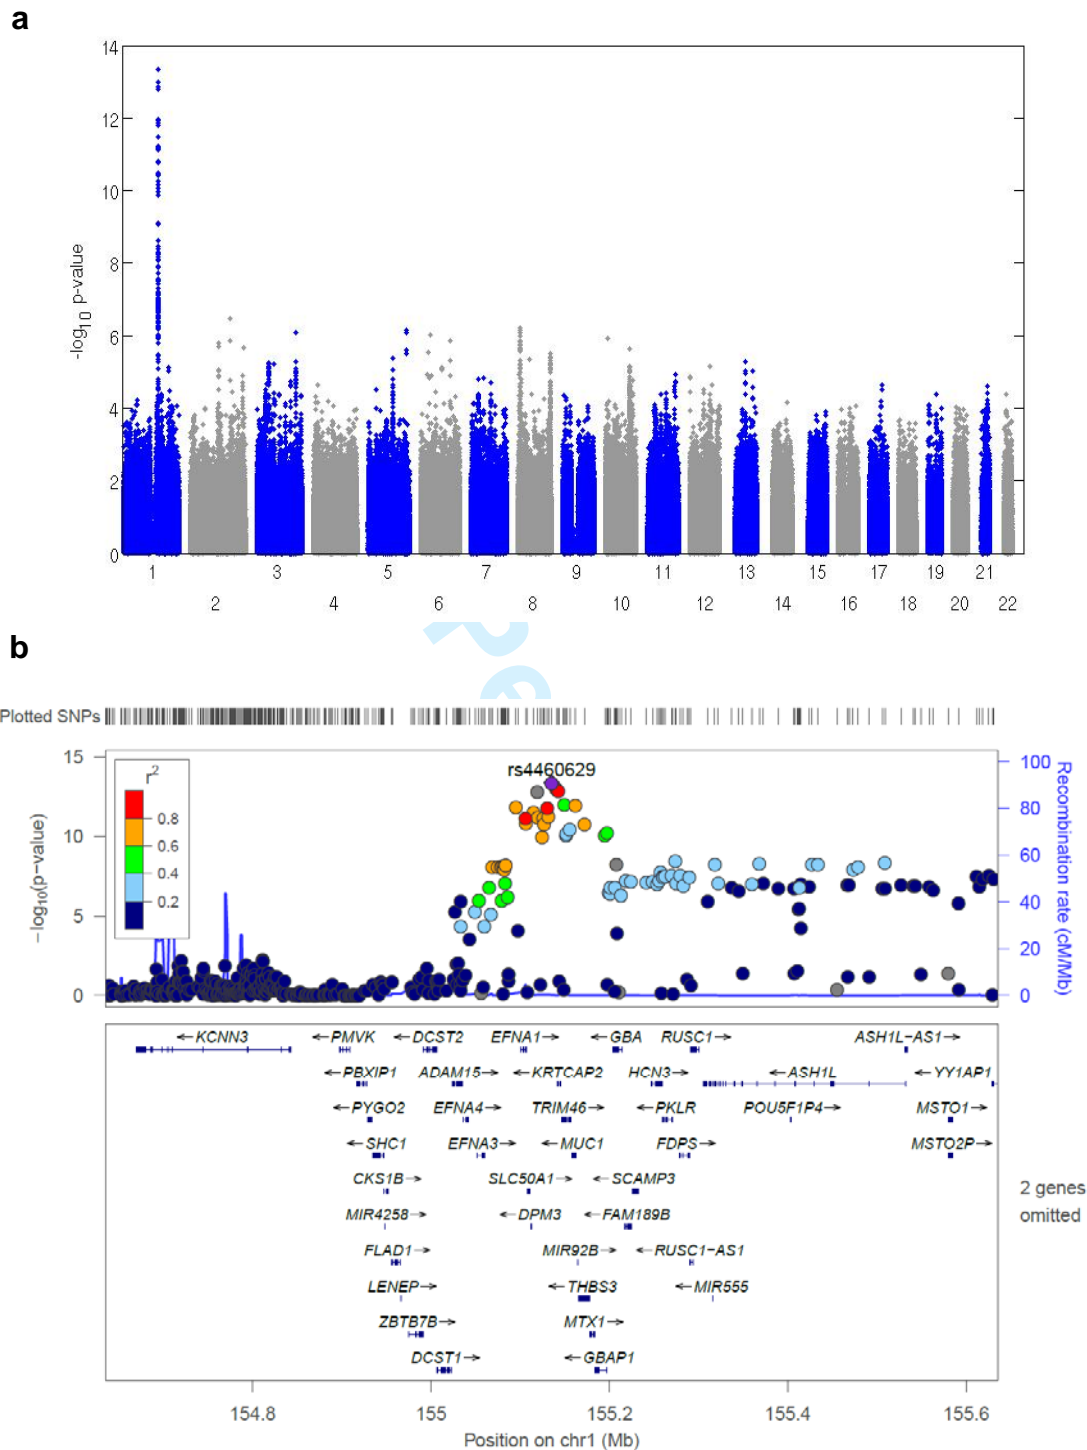 a
14
12
10
8
6
4
2
0
-log10 p-value
1 3 5 7 9 11 13 15 17 19 21
2 4 6 8 10 12 14 16 18 20 22
b
Plotted SNPs
15
10
5
0
−log10(p−value)
r2
0.8
0.6
0.4
0.2
rs4460629
100
80
60
40
20
0
Recombination rate (cM/Mb)
←KCNN3 ←PMVK ←DCST2 EFNA1→ ←GBA RUSC1→ ASH1L−AS1→
←PBXIP1 ADAM15→ ←KRTCAP2 HCN3→ ←ASH1L ←YY1AP1
←PYGO2 EFNA4→ TRIM46→ ←PKLR POU5F1P4→ MSTO1→
←SHC1 EFNA3→ ←MUC1 FDPS→ MSTO2P→
CKS1B→ SLC50A1→ ←SCAMP3
MIR4258→ ←DPM3 ←FAM189B
FLAD1→ MIR92B→ ←RUSC1−AS1
LENEP→ ←THBS3 ←MIR555
ZBTB7B→ MTX1→
DCST1→ ←GBAP1
2 genes
omitted
154.8 155 155.2 155.4 155.6
Position on chr1 (Mb)